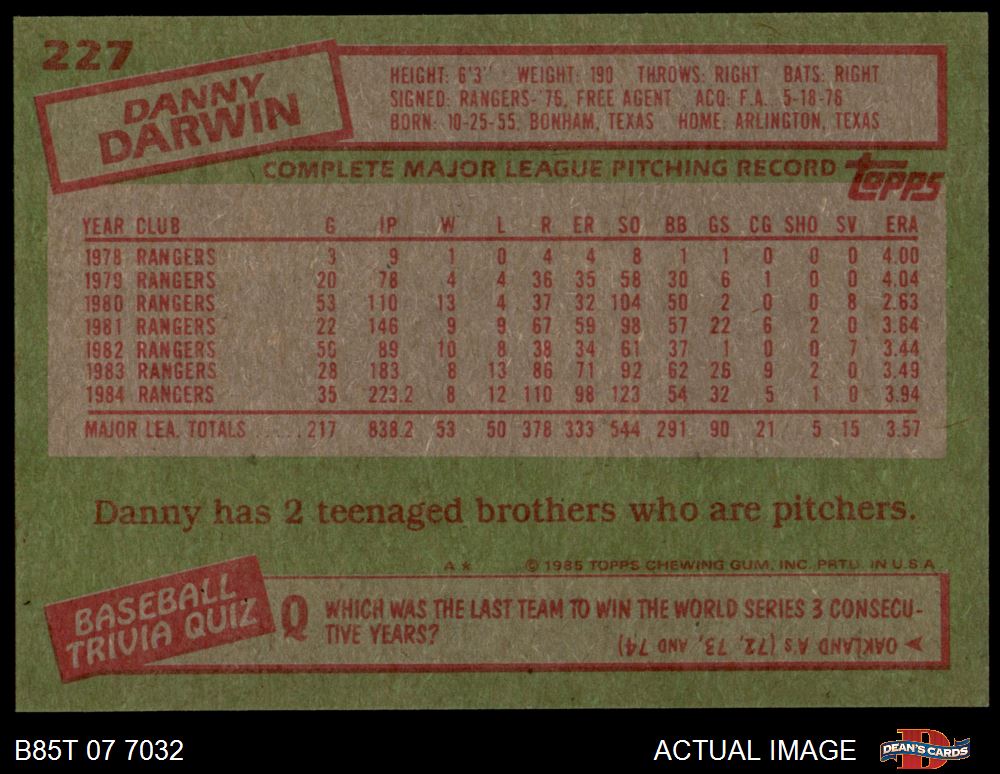 227
DANNY
DARWIN
HEIGHT: 6'3" · WEIGHT: 190 THROWS: RIGHT BATS: RIGHT
SIGNED: RANGERS-'76, FREE AGENT ACQ: F.A. 5-18-76
BORN: 10-25-55, BONHAM, TEXAS HOME: ARLINGTON, TEXAS
COMPLETE MAJOR LEAGUE PITCHING RECORD topps
YEAR CLUB G IP W L R ER SO BB GS CG SHO SV ERA
1978 RANGERS 3 9 1 0 4 4 8 1 1 0 0 0 4.00
1979 RANGERS 20 78 4 4 36 35 58 30 6 1 0 0 4.04
1980 RANGERS 53 110 13 4 37 32 104 50 2 0 0 8 2.63
1981 RANGERS 22 146 9 9 67 59 98 57 22 6 2 0 3.64
1982 RANGERS 56 89 10 8 38 34 61 37 1 0 0 7 3.44
1983 RANGERS 28 183 8 13 86 71 92 62 26 9 2 0 3.49
1984 RANGERS 35 223.2 8 12 110 98 123 54 32 5 1 0 3.94
MAJOR LEA. TOTALS ......217 838.2 53 50 378 333 544 291 90 21 5 15 3.57
Danny has 2 teenaged brothers who are pitchers.
A * © 1985 TOPPS CHEWING GUM, INC. PRTD. IN U.S.A.
BASEBALL
TRIVIA QUIZ
Q WHICH WAS THE LAST TEAM TO WIN THE WORLD SERIES 3 CONSECU-
TIVE YEARS?
➤ OAKLAND A's (72, 73, AND 74)
B85T 07 7032 ACTUAL IMAGE DEAN'S CARDS